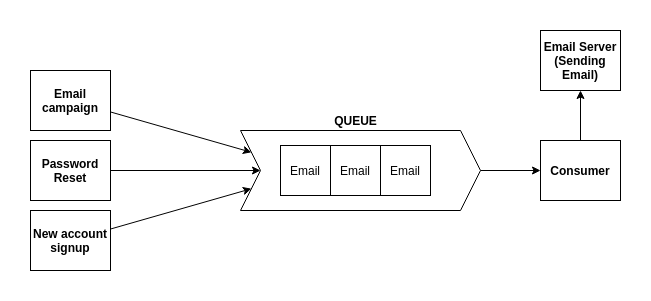 Email
campaign
Password
Reset
New account
signup
QUEUE
Email Email Email
Consumer
Email Server
(Sending
Email)